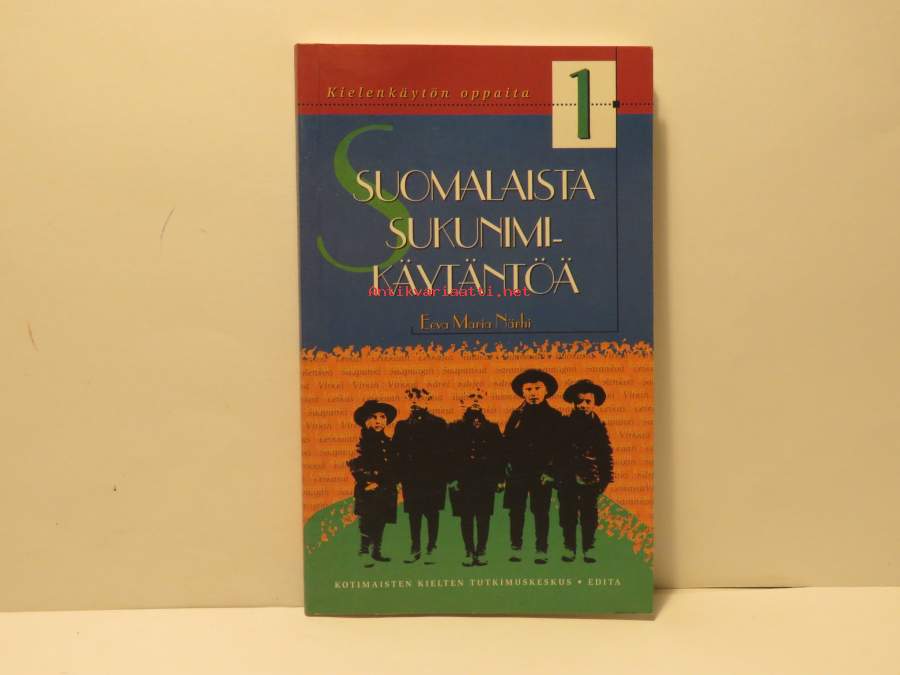 Kielenkäytön oppaita
1
S
SUOMALAISTA
SUKUNIMI-
KÄYTÄNTÖÄ
Antikvariaatti.net
Eeva Maria Närhi
KOTIMAISTEN KIELTEN TUTKIMUSKESKUS • EDITA